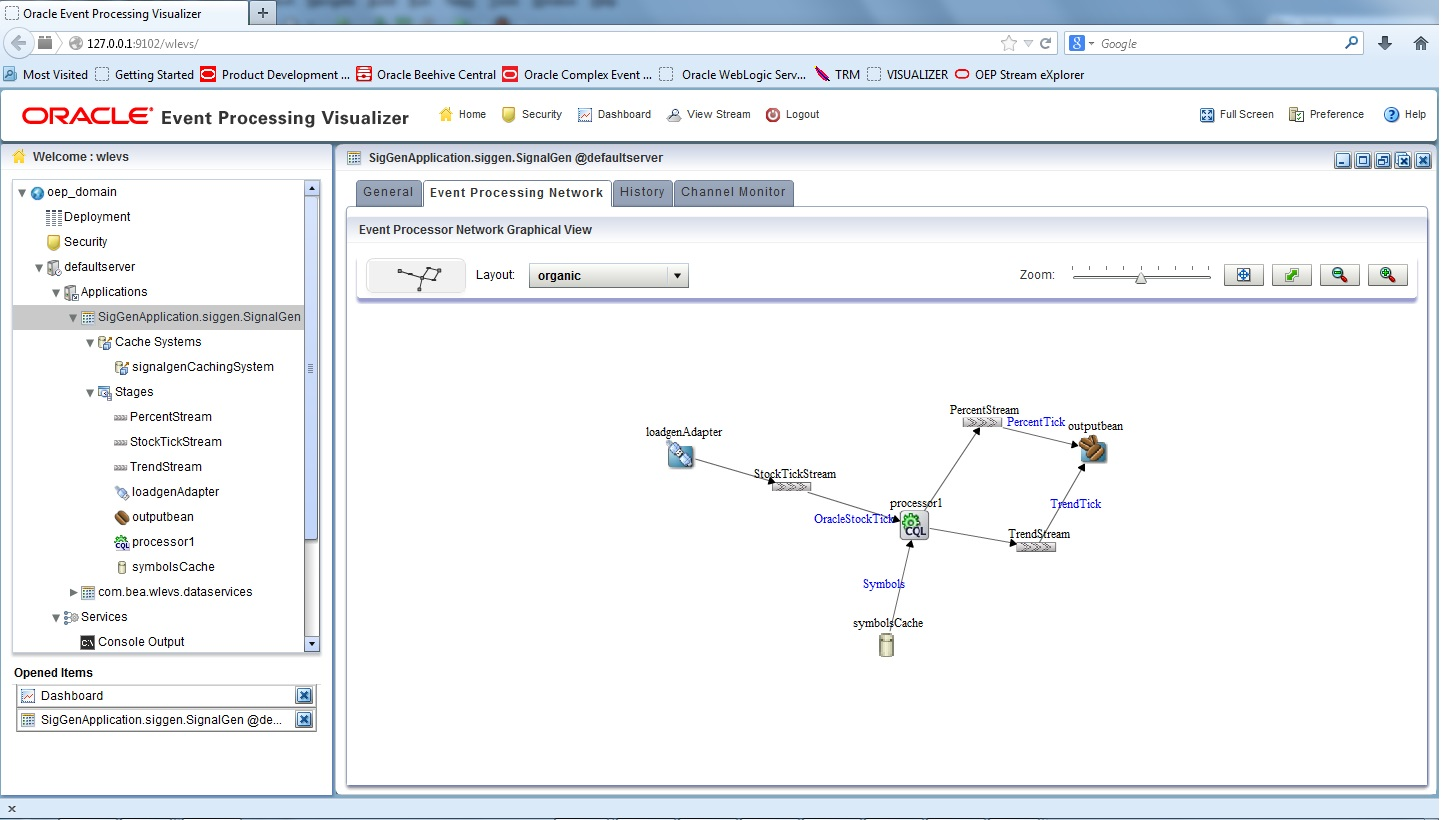 Oracle Event Processing Visualizer
+
127.0.0.1:9102/wlevs/
8
Google
Most Visited
Getting Started
Product Development ...
Oracle Beehive Central
Oracle Complex Event ...
Oracle WebLogic Serv...
TRM
VISUALIZER
OEP Stream eXplorer
ORACLE Event Processing Visualizer
Home
Security
Dashboard
View Stream
Logout
Full Screen
Preference
Help
Welcome : wlevs
oep_domain
Deployment
Security
defaultserver
Applications
SigGenApplication.siggen.SignalGen
Cache Systems
signalgenCachingSystem
Stages
PercentStream
StockTickStream
TrendStream
loadgenAdapter
outputbean
processor1
symbolsCache
com.bea.wlevs.dataservices
Services
Console Output
Opened Items
Dashboard
SigGenApplication.siggen.SignalGen @de...
SigGenApplication.siggen.SignalGen @defaultserver
General
Event Processing Network
History
Channel Monitor
Event Processor Network Graphical View
Layout:
organic
Zoom:
PercentStream
PercentTick
outputbean
loadgenAdapter
StockTickStream
processor1
OracleStockTick
CQL
TrendTick
TrendStream
Symbols
symbolsCache